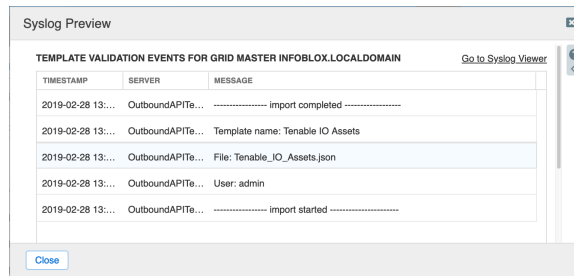 Syslog Preview
TEMPLATE VALIDATION EVENTS FOR GRID MASTER INFOBLOX.LOCALDOMAIN Go to Syslog Viewer
TIMESTAMP SERVER MESSAGE
2019-02-28 13:... OutboundAPITe... ----------------- import completed ------------------
2019-02-28 13:... OutboundAPITe... Template name: Tenable IO Assets
2019-02-28 13:... OutboundAPITe... File: Tenable_IO_Assets.json
2019-02-28 13:... OutboundAPITe... User: admin
2019-02-28 13:... OutboundAPITe... ----------------- import started ----------------------
Close